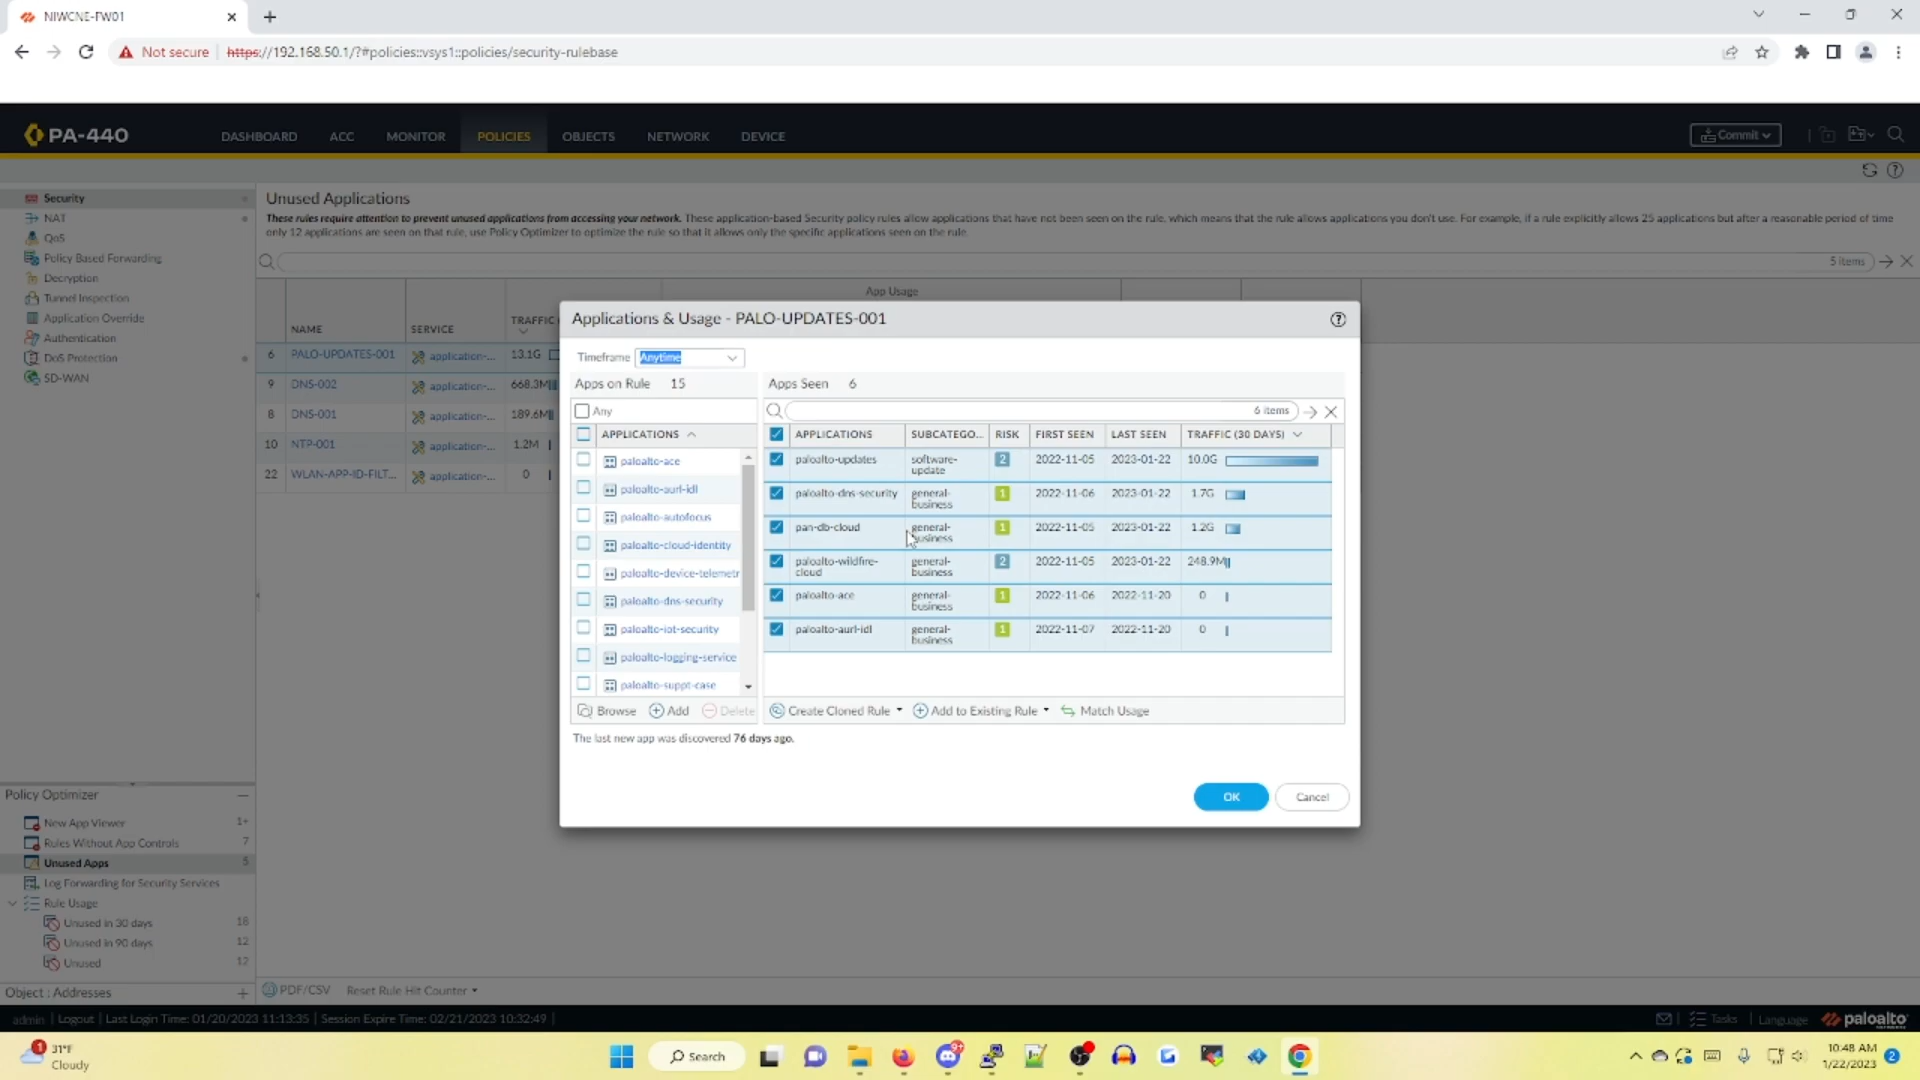 NIWCNE-FW01
Not secure https://192.168.50.1/?#policies::vsys1::policies/security-rulebase
PA-440 DASHBOARD ACC MONITOR POLICIES OBJECTS NETWORK DEVICE Commit
Security
NAT
QoS
Policy Based Forwarding
Decryption
Tunnel Inspection
Application Override
Authentication
DoS Protection
SD-WAN
Unused Applications
These rules require attention to prevent unused applications from accessing your network. These application-based Security policy rules allow applications that have not been seen on the rule, which means that the rule allows applications you don't use. For example, if a rule explicitly allows 25 applications but after a reasonable period of time
only 12 applications are seen on that rule, use Policy Optimizer to optimize the rule so that it allows only the specific applications seen on the rule
5 items
App Usage
NAME SERVICE TRAFFIC
6 PALO-UPDATES-001 application-... 13.1G
9 DNS-002 application-... 668.3M
8 DNS-001 application-... 189.6M
10 NTP-001 application-... 1.2M
22 WLAN-APP-ID-FILT... application-... 0
Applications & Usage - PALO-UPDATES-001
Timeframe Anytime
Apps on Rule 15 Apps Seen 6
Any
6 items
APPLICATIONS
paloalto-ace
paloalto-aurl-idl
paloalto-autofocus
paloalto-cloud-identity
paloalto-device-telemetr
paloalto-dns-security
paloalto-iot-security
paloalto-logging-service
paloalto-suppt-case
Browse Add Delete
APPLICATIONS SUBCATEGO... RISK FIRST SEEN LAST SEEN TRAFFIC (30 DAYS)
paloalto-updates software-update 2 2022-11-05 2023-01-22 10.0G
paloalto-dns-security general-business 1 2022-11-06 2023-01-22 1.7G
pan-db-cloud general-business 1 2022-11-05 2023-01-22 1.2G
paloalto-wildfire-cloud general-business 2 2022-11-05 2023-01-22 248.9M
paloalto-ace general-business 1 2022-11-06 2022-11-20 0
paloalto-aurl-idl general-business 1 2022-11-07 2022-11-20 0
Create Cloned Rule Add to Existing Rule Match Usage
The last new app was discovered 76 days ago.
OK Cancel
Policy Optimizer
New App Viewer 1+
Rules Without App Controls 7
Unused Apps 5
Log Forwarding for Security Services
Rule Usage
Unused in 30 days 18
Unused in 90 days 12
Unused 12
Object : Addresses
PDF/CSV Reset Rule Hit Counter
admin | Logout | Last Login Time: 01/20/2023 11:13:35 | Session Expire Time: 02/21/2023 10:32:49 |
Tasks | Language paloalto
1 31°F
Cloudy
Search
9+
10:48 AM
1/22/2023
2